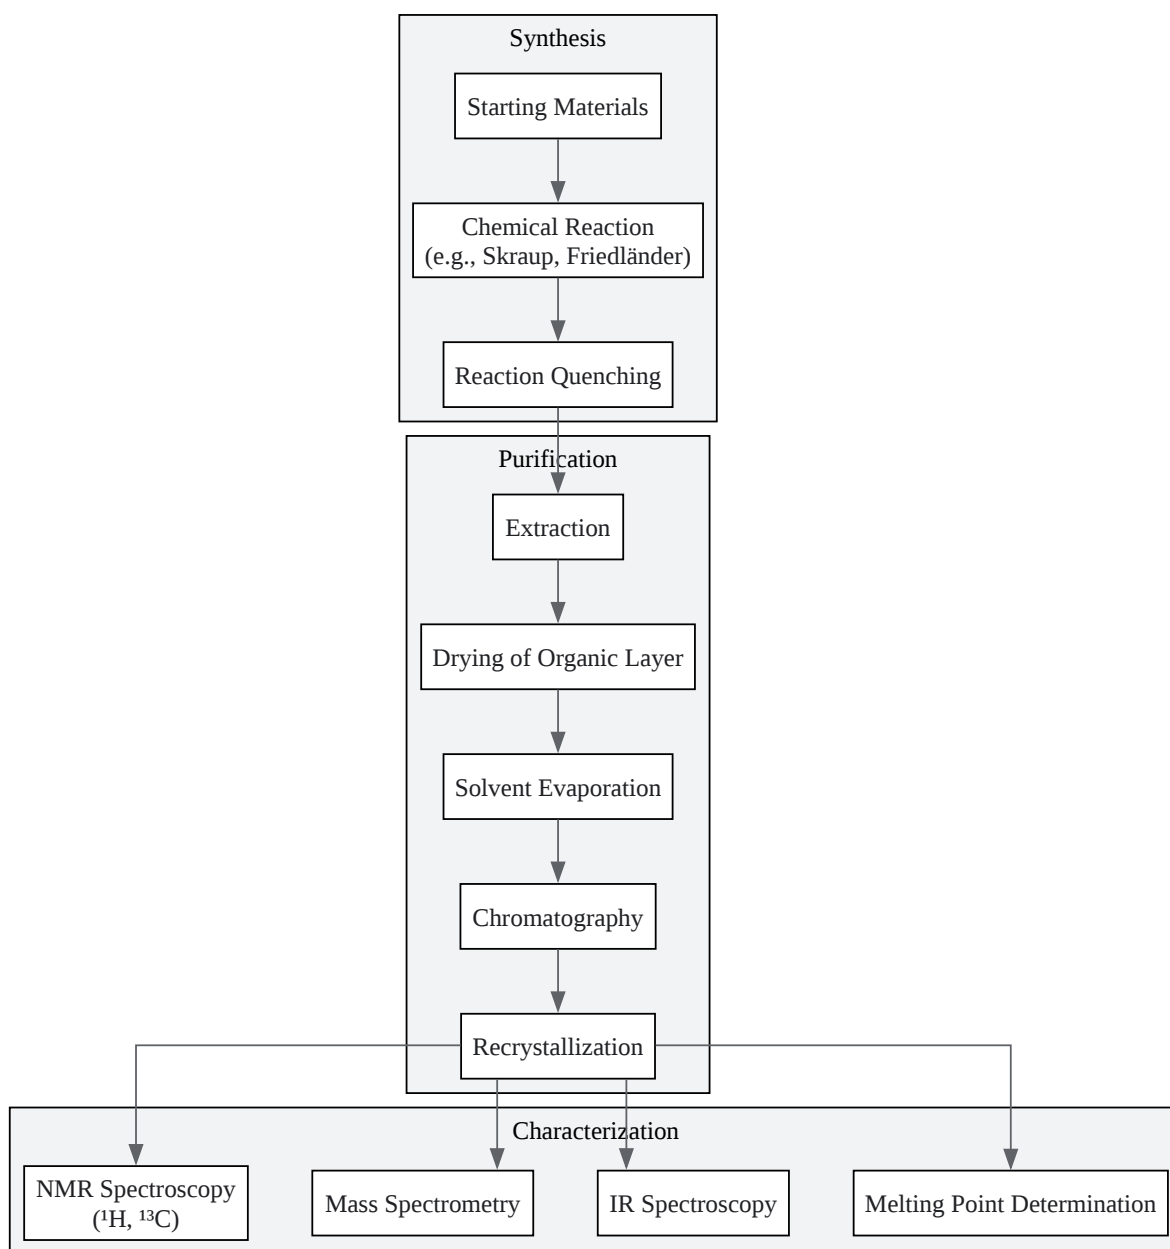 Synthesis
Starting Materials
Chemical Reaction
(e.g., Skraup, Friedländer)
Reaction Quenching
Purification
Extraction
Drying of Organic Layer
Solvent Evaporation
Chromatography
Recrystallization
Characterization
NMR Spectroscopy
(¹H, ¹³C)
Mass Spectrometry
IR Spectroscopy
Melting Point Determination